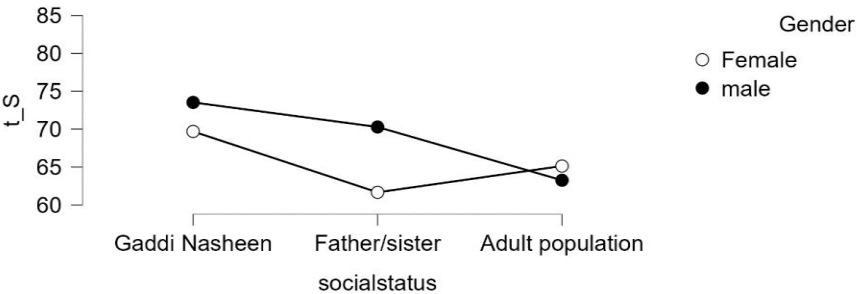 85
80
75
70
65
60
t_S
Gaddi Nasheen
Father/sister
Adult population
socialstatus
Gender
Female
male